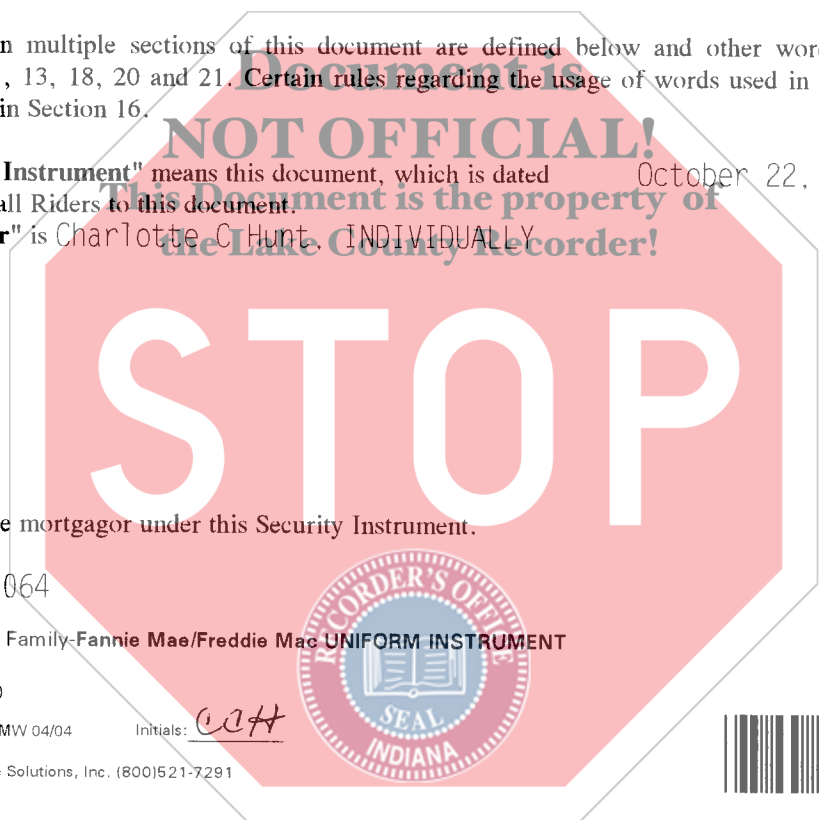 n multiple sections of this document are defined below and other wor
, 13, 18, 20 and 21. Certain rules regarding the usage of words used in
in Section 16.
Document is
NOT OFFICIAL!
This Document is the property of
the Lake County Recorder!
Instrument" means this document, which is dated October 22,
all Riders to this document.
r" is Charlotte C Hunt, INDIVIDUALLY
STOP
e mortgagor under this Security Instrument.
064
Family-Fannie Mae/Freddie Mac UNIFORM INSTRUMENT
MW 04/04 Initials: CCH
Solutions, Inc. (800)521-7291
RECORDER'S OFFICE
SEAL
INDIANA